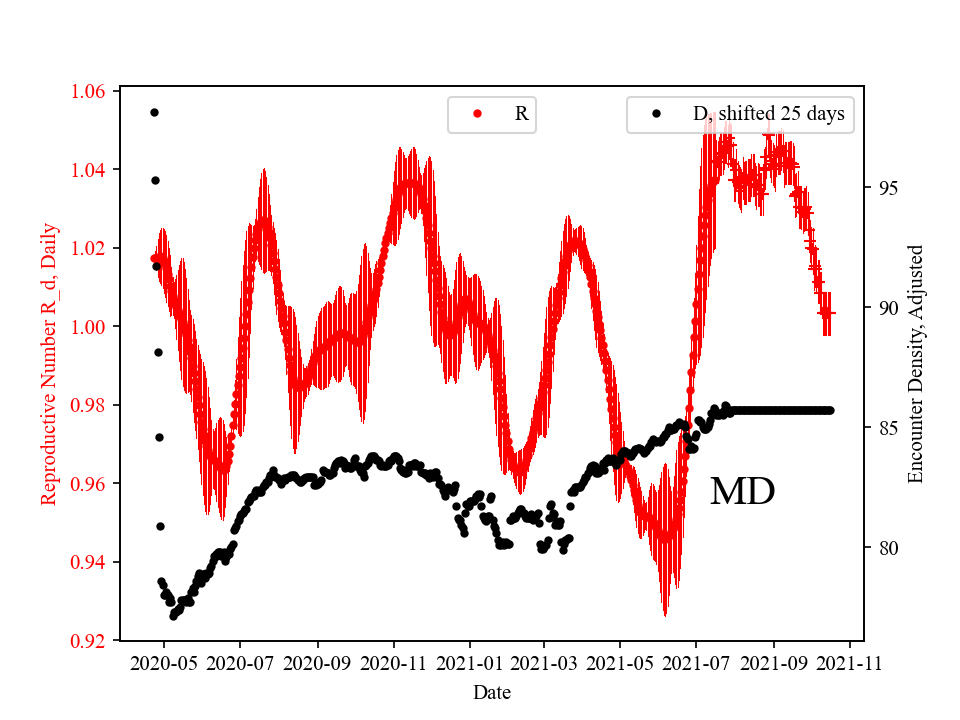 R
D, shifted 25 days
1.06
1.04
1.02
1.00
0.98
0.96
0.94
0.92
Reproductive Number R_d, Daily
95
90
85
80
Encounter Density, Adjusted
MD
2020-05 2020-07 2020-09 2020-11 2021-01 2021-03 2021-05 2021-07 2021-09 2021-11
Date